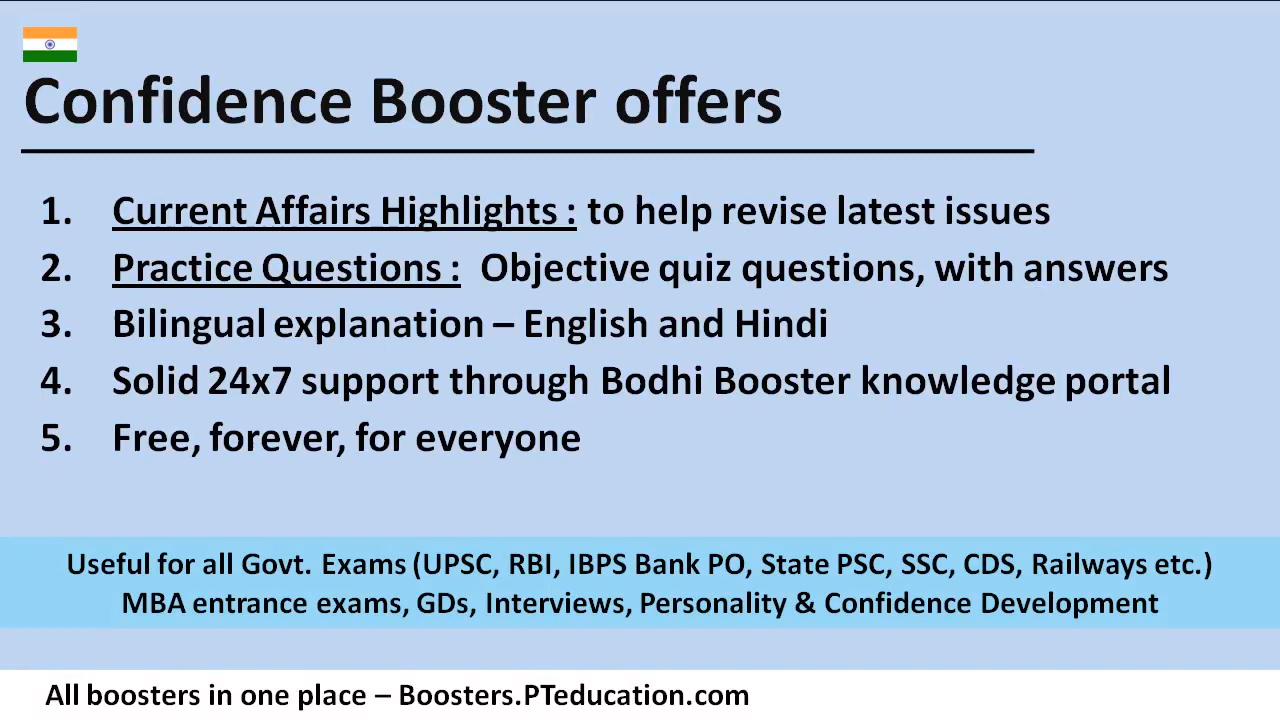 Confidence Booster offers
1. Current Affairs Highlights : to help revise latest issues
2. Practice Questions : Objective quiz questions, with answers
3. Bilingual explanation – English and Hindi
4. Solid 24x7 support through Bodhi Booster knowledge portal
5. Free, forever, for everyone
Useful for all Govt. Exams (UPSC, RBI, IBPS Bank PO, State PSC, SSC, CDS, Railways etc.)
MBA entrance exams, GDs, Interviews, Personality & Confidence Development
All boosters in one place – Boosters.PTeducation.com